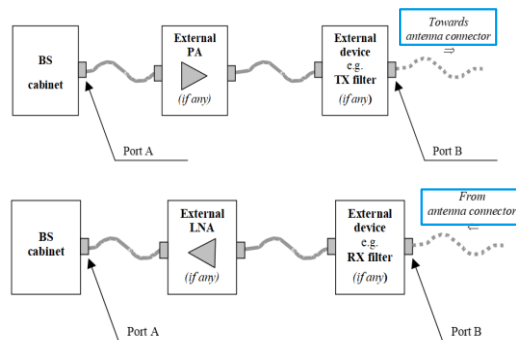 BS
cabinet
External
PA
(if any)
External
device
e.g.
TX filter
(if any)
Towards
antenna connector
⇒
Port A
Port B
BS
cabinet
External
LNA
(if any)
External
device
e.g.
RX filter
(if any)
From
antenna connector
⇐
Port A
Port B